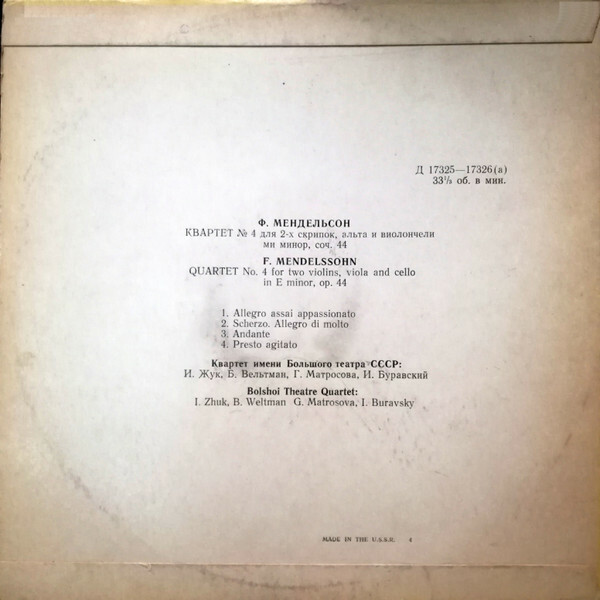 Д 17325—17326(а)
33⅓ об. в мин.
Ф. МЕНДЕЛЬСОН
КВАРТЕТ № 4 для 2-х скрипок, альта и виолончели
ми минор, соч. 44
F. MENDELSSOHN
QUARTET No. 4 for two violins, viola and cello
in E minor, op. 44
1. Allegro assai appassionato
2. Scherzo. Allegro di molto
3. Andante
4. Presto agitato
Квартет имени Большого театра СССР:
И. Жук, Б. Вельтман, Г. Матросова, И. Буравский
Bolshoi Theatre Quartet:
I. Zhuk, B. Weltman G. Matrosova, I. Buravsky
MADE IN THE U.S.S.R. 4